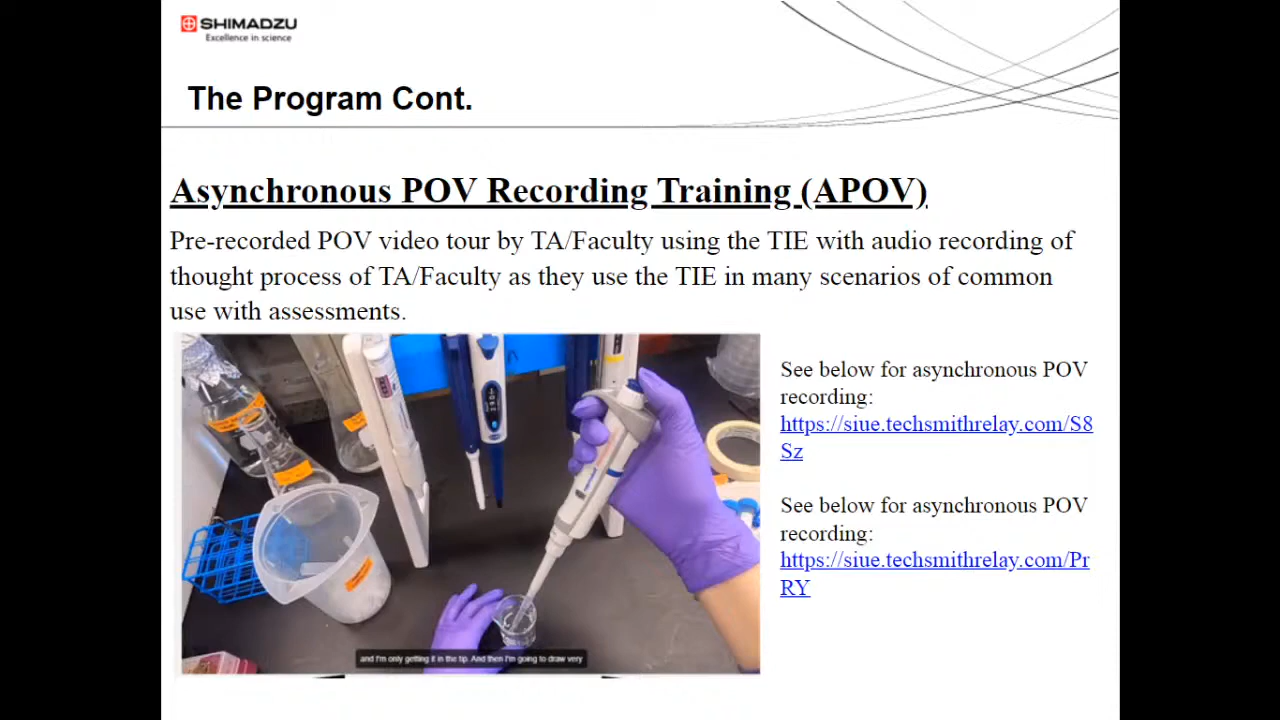 SHIMADZU
Excellence in science
The Program Cont.
Asynchronous POV Recording Training (APOV)
Pre-recorded POV video tour by TA/Faculty using the TIE with audio recording of
thought process of TA/Faculty as they use the TIE in many scenarios of common
use with assessments.
See below for asynchronous POV
recording:
https://siue.techsmithrelay.com/S8
Sz
See below for asynchronous POV
recording:
https://siue.techsmithrelay.com/Pr
RY
and I'm only getting it in the tip. And then I'm going to draw very